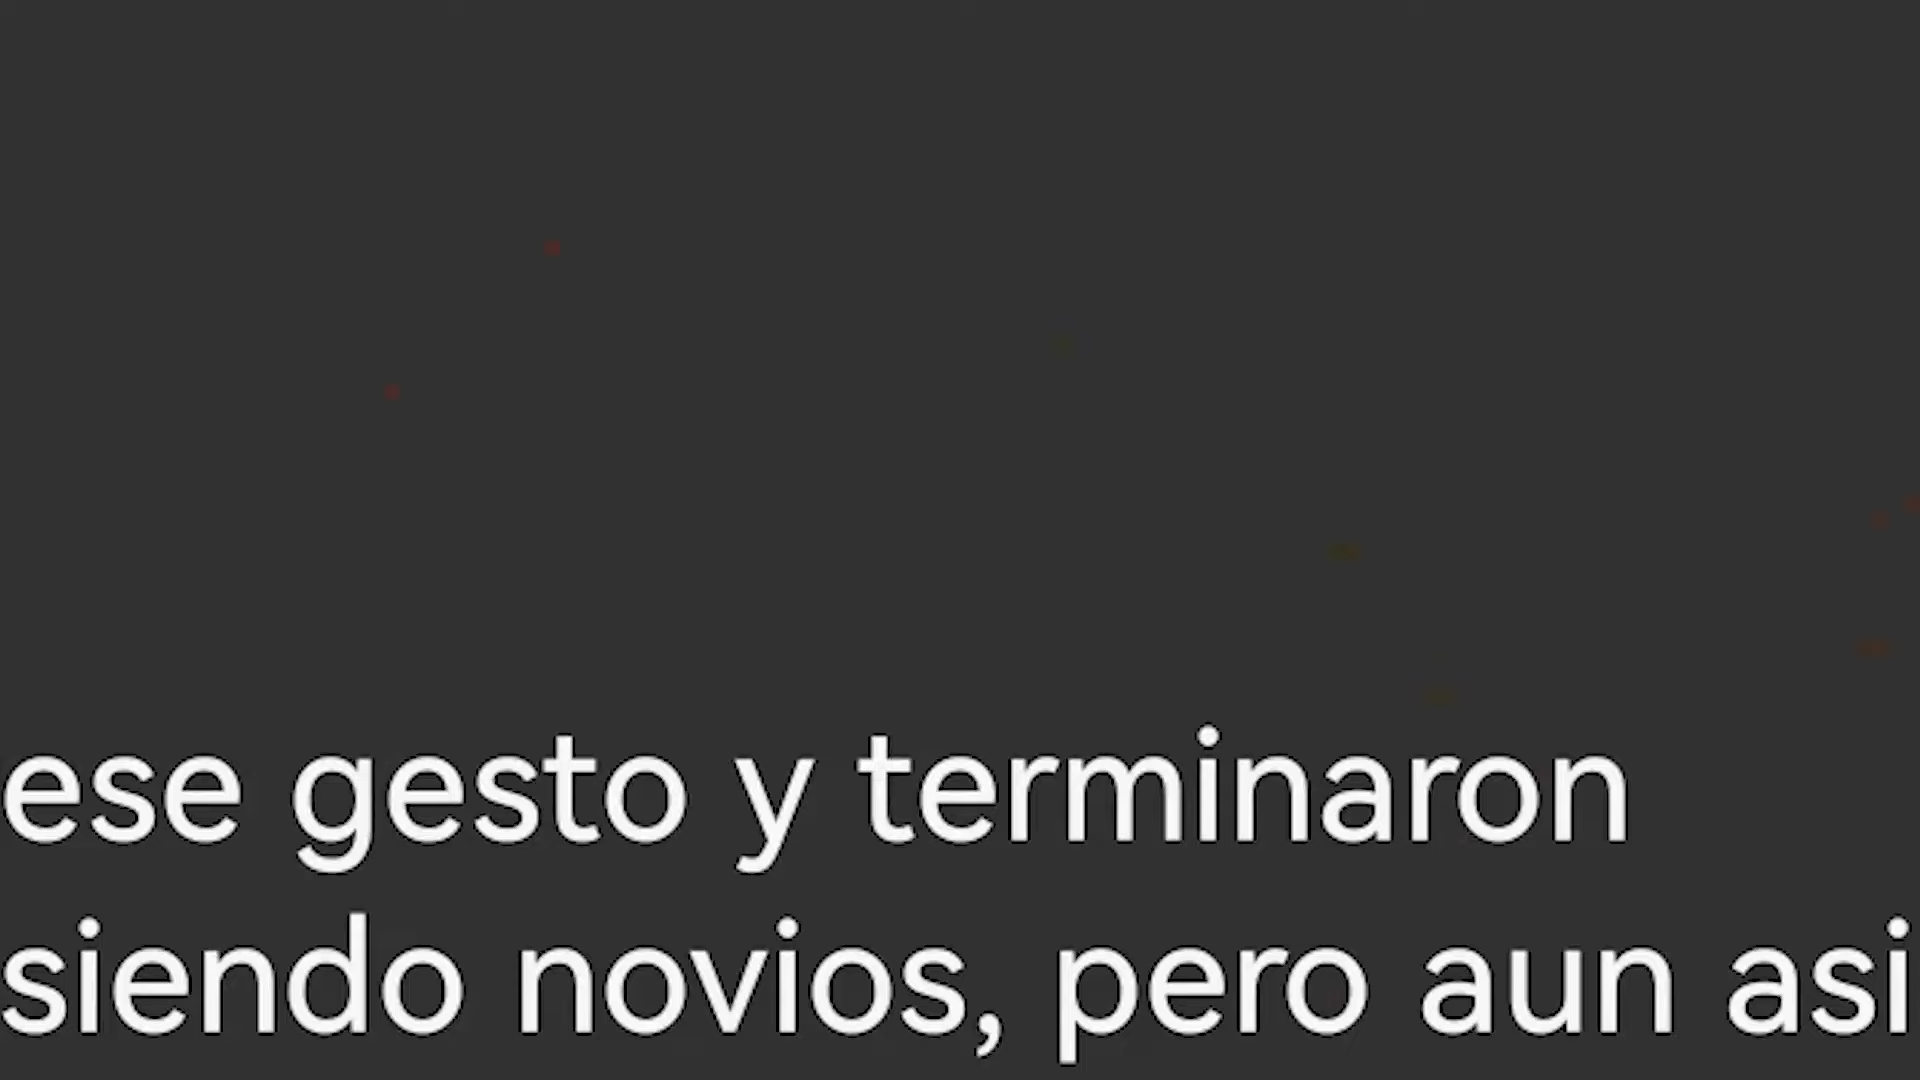 ese gesto y terminaron
siendo novios, pero aun asi